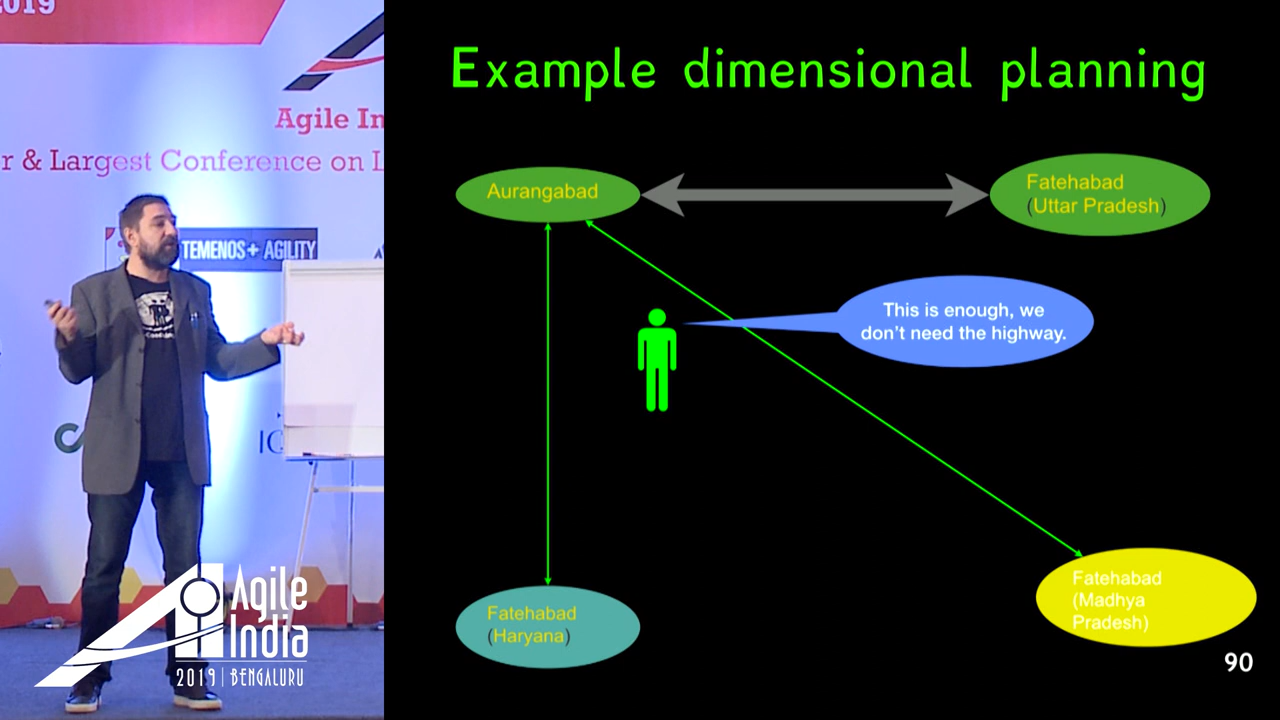 2019
Agile In
r & Largest Conference on L
TEMENOS+ AGILITY
IG
Agile
India
2019 | BENGALURU
Example dimensional planning
Aurangabad
Fatehabad
(Uttar Pradesh)
This is enough, we
don't need the highway.
Fatehabad
(Haryana)
Fatehabad
(Madhya
Pradesh)
90